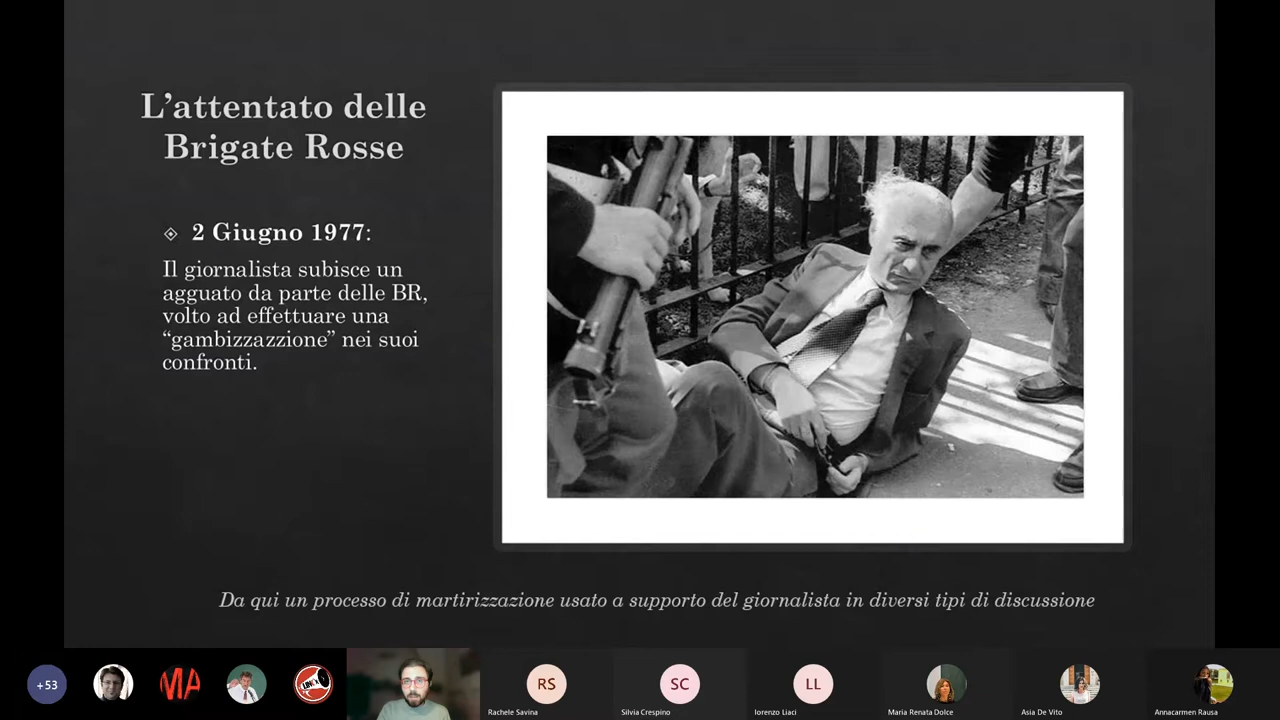 L’attentato delle
Brigate Rosse
2 Giugno 1977:
Il giornalista subisce un
agguato da parte delle BR,
volto ad effettuare una
“gambizzazzione” nei suoi
confronti.
Da qui un processo di martirizzazione usato a supporto del giornalista in diversi tipi di discussione
+53
MA
RS
SC
LL
Rachele Savina
Silvia Crespino
lorenzo Liaci
Maria Renata Dolce
Asia De Vito
Annacarmen Rausa